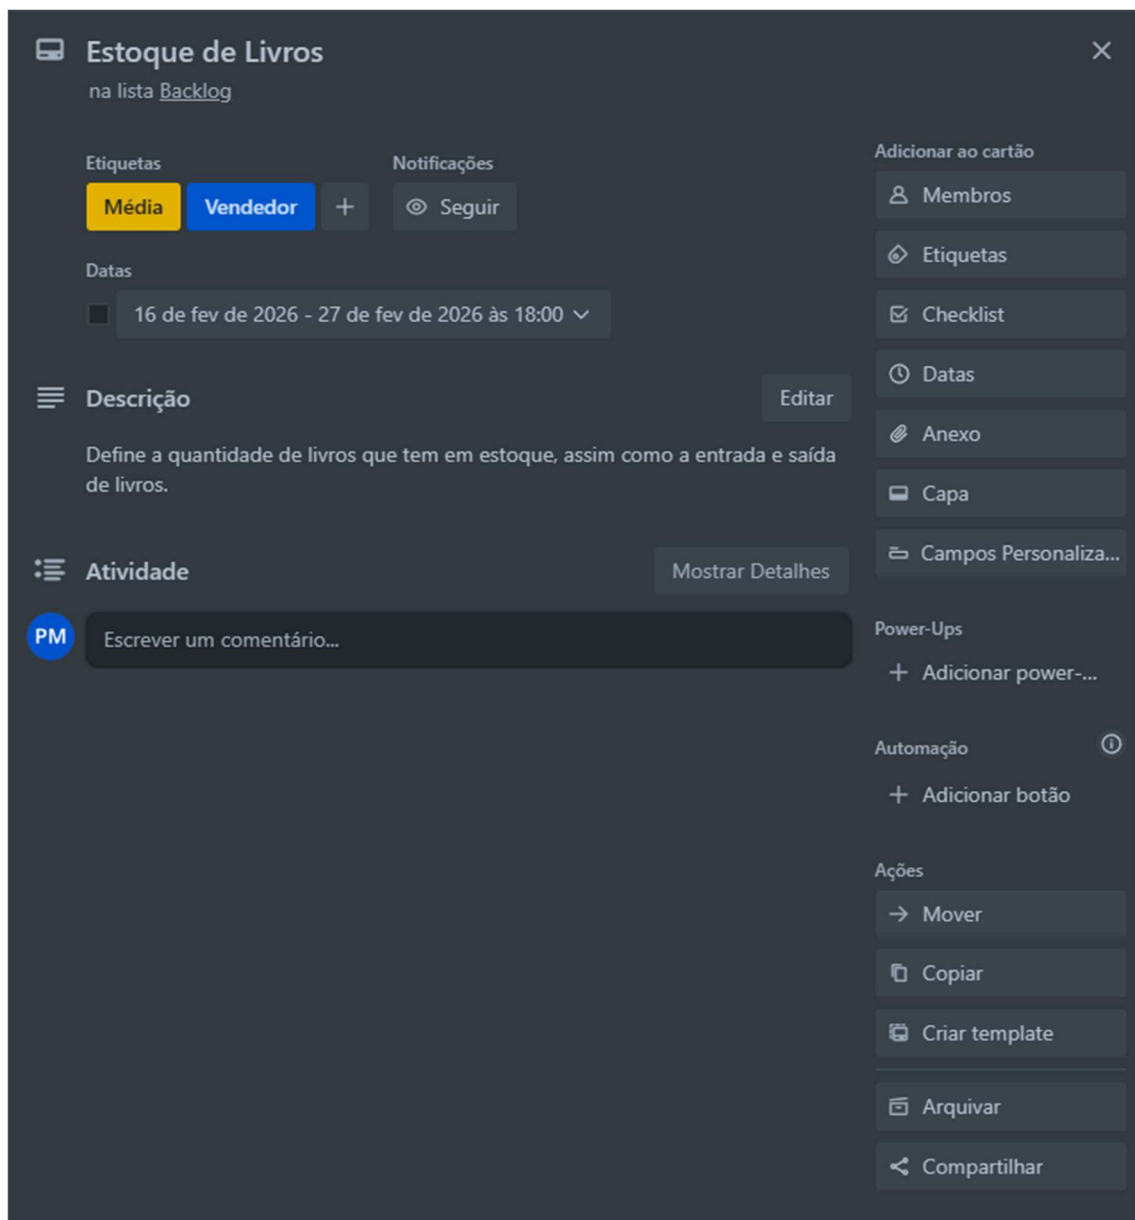 Estoque de Livros
na lista Backlog
Etiquetas
Média
Vendedor
Notificações
Seguir
Datas
16 de fev de 2026 - 27 de fev de 2026 às 18:00
Descrição
Editar
Define a quantidade de livros que tem em estoque, assim como a entrada e saída
de livros.
Atividade
Mostrar Detalhes
PM
Escrever um comentário...
Adicionar ao cartão
Membros
Etiquetas
Checklist
Datas
Anexo
Capa
Campos Personaliza...
Power-Ups
Adicionar power-...
Automação
Adicionar botão
Ações
Mover
Copiar
Criar template
Arquivar
Compartilhar